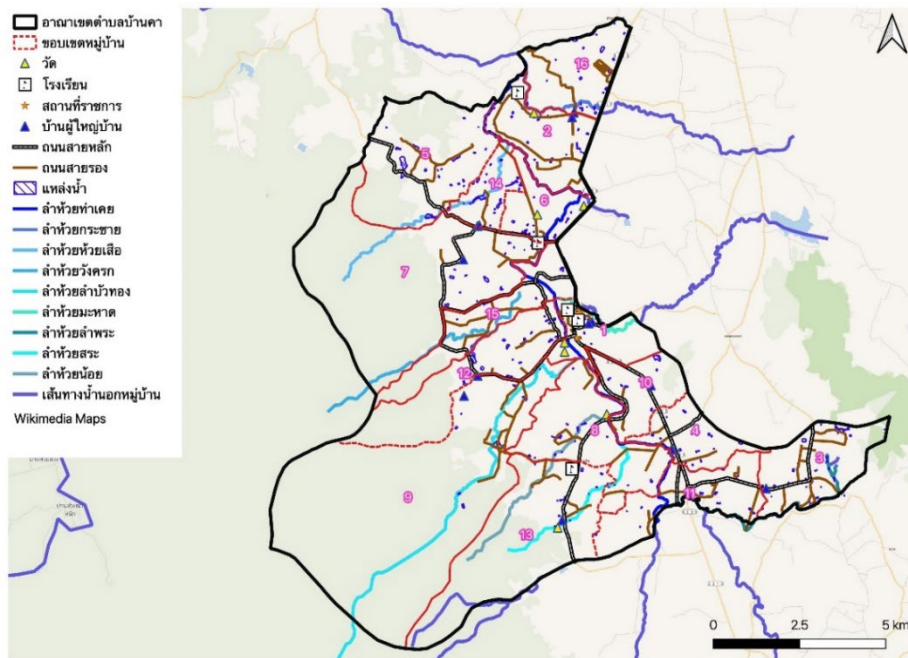 อาณาเขตตำบลบ้านคา
ขอบเขตหมู่บ้าน
วัด
โรงเรียน
สถานที่ราชการ
บ้านผู้ใหญ่บ้าน
ถนนสายหลัก
ถนนสายรอง
แหล่งน้ำ
ลำห้วยท่าเคย
ลำห้วยกระชาย
ลำห้วยห้วยเสือ
ลำห้วยวังครก
ลำห้วยลำบัวทอง
ลำห้วยมะหาด
ลำห้วยลำพระ
ลำห้วยสระ
ลำห้วยน้อย
เส้นทางน้ำนอกหมู่บ้าน
Wikimedia Maps
16
2
5
14
6
7
15
1
12
10
8
4
3
9
11
13
0 2.5 5 km